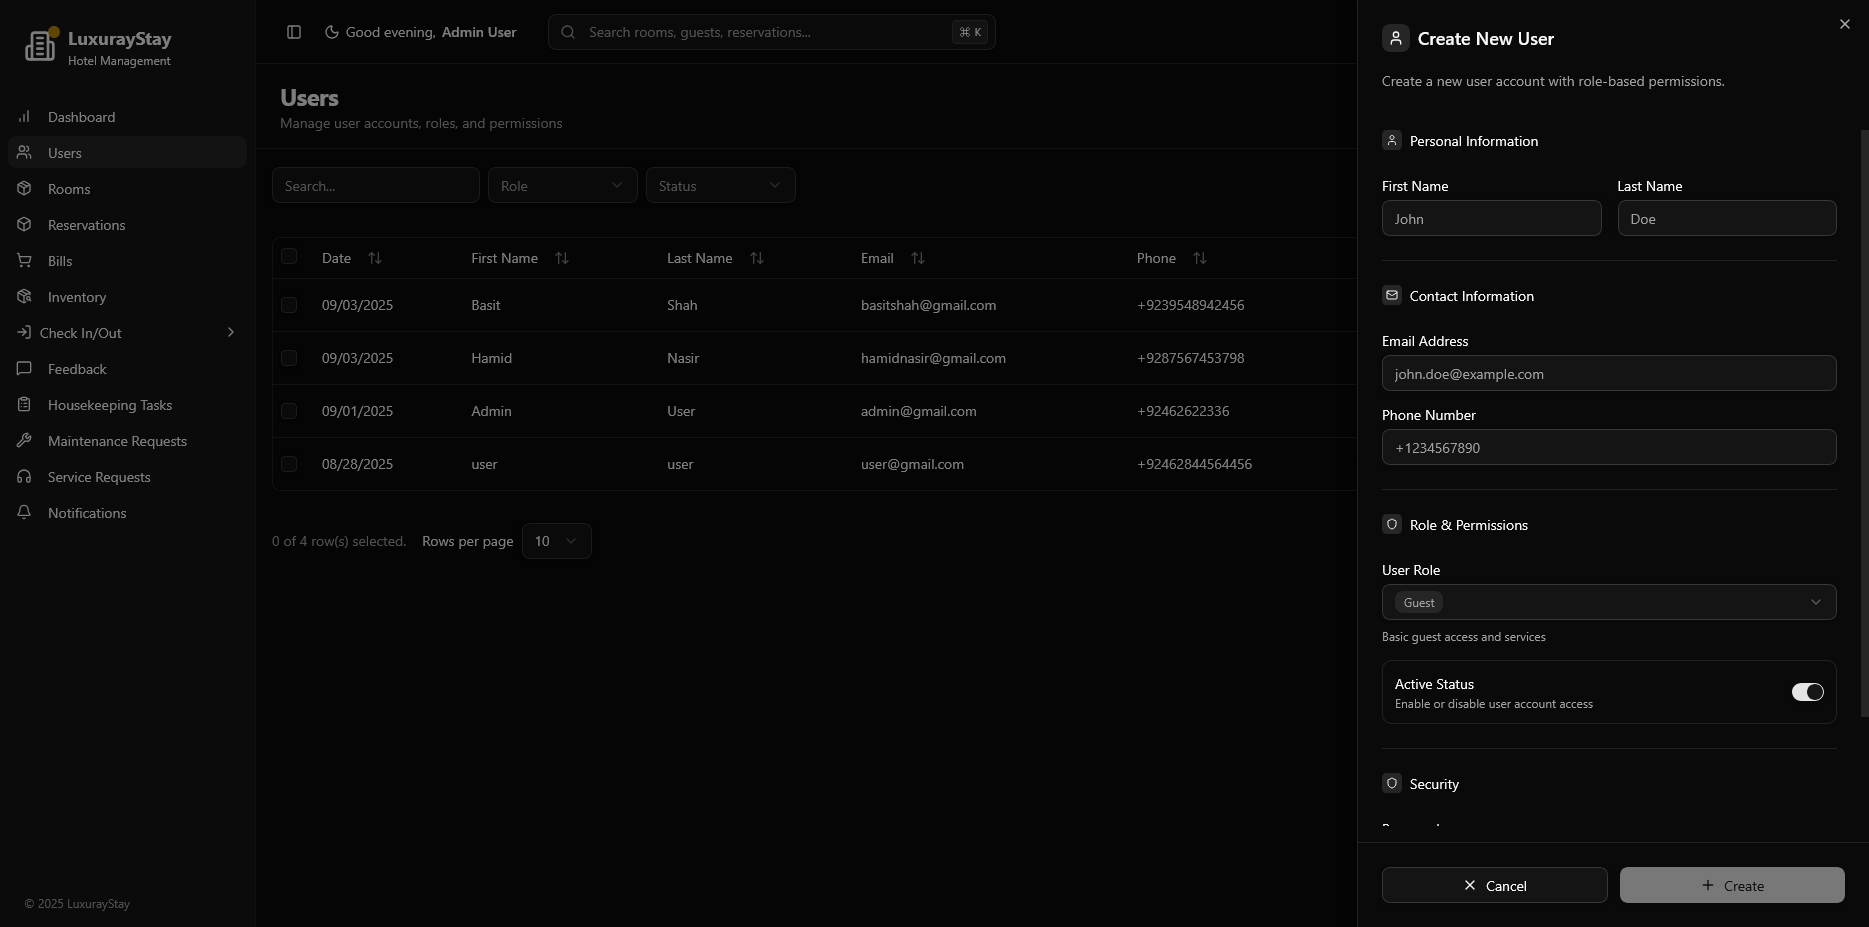 LuxurayStay
Hotel Management
Dashboard
Users
Rooms
Reservations
Bills
Inventory
Check In/Out
Feedback
Housekeeping Tasks
Maintenance Requests
Service Requests
Notifications
© 2025 LuxurayStay
Good evening, Admin User
Search rooms, guests, reservations...
⌘ K
Users
Manage user accounts, roles, and permissions
Search... Role Status
Date First Name Last Name Email Phone
09/03/2025 Basit Shah basitshah@gmail.com +9239548942456
09/03/2025 Hamid Nasir hamidnasir@gmail.com +9287567453798
09/01/2025 Admin User admin@gmail.com +92462622336
08/28/2025 user user user@gmail.com +92462844564456
0 of 4 row(s) selected. Rows per page 10
Create New User
Create a new user account with role-based permissions.
Personal Information
First Name Last Name
John Doe
Contact Information
Email Address
john.doe@example.com
Phone Number
+1234567890
Role & Permissions
User Role
Guest
Basic guest access and services
Active Status
Enable or disable user account access
Security
Cancel Create